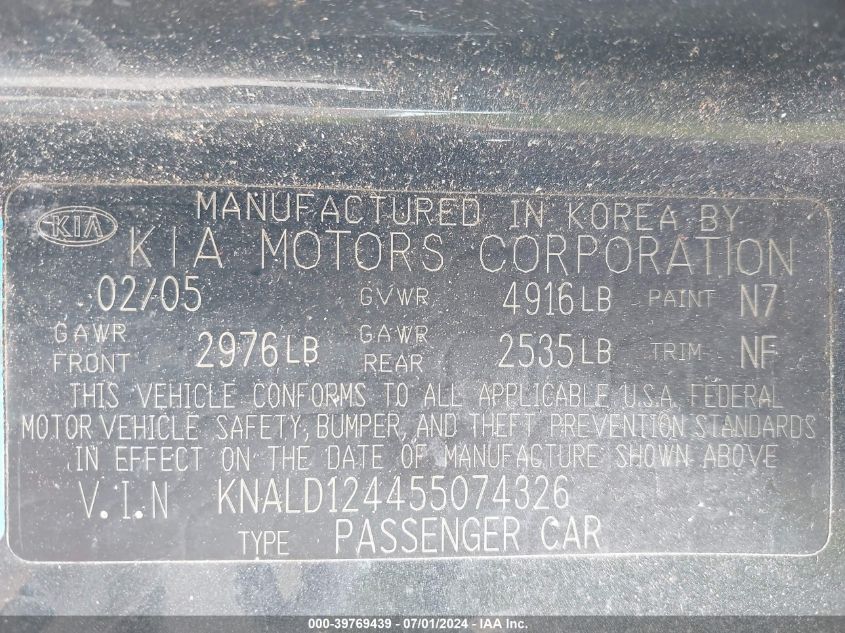 MANUFACTURED IN KOREA BY
KIA KIA MOTORS CORPORATION
02/05 GVWR 4916LB PAINT N7
GAWR FRONT 2976LB GAWR REAR 2535LB TRIM NF
THIS VEHICLE CONFORMS TO ALL APPLICABLE U.S.A. FEDERAL
MOTOR VEHICLE SAFETY, BUMPER, AND THEFT PREVENTION STANDARDS
IN EFFECT ON THE DATE OF MANUFACTURE SHOWN ABOVE
V.I.N KNALD124455074326
TYPE PASSENGER CAR
000-39769439 - 07/01/2024 - IAA Inc.